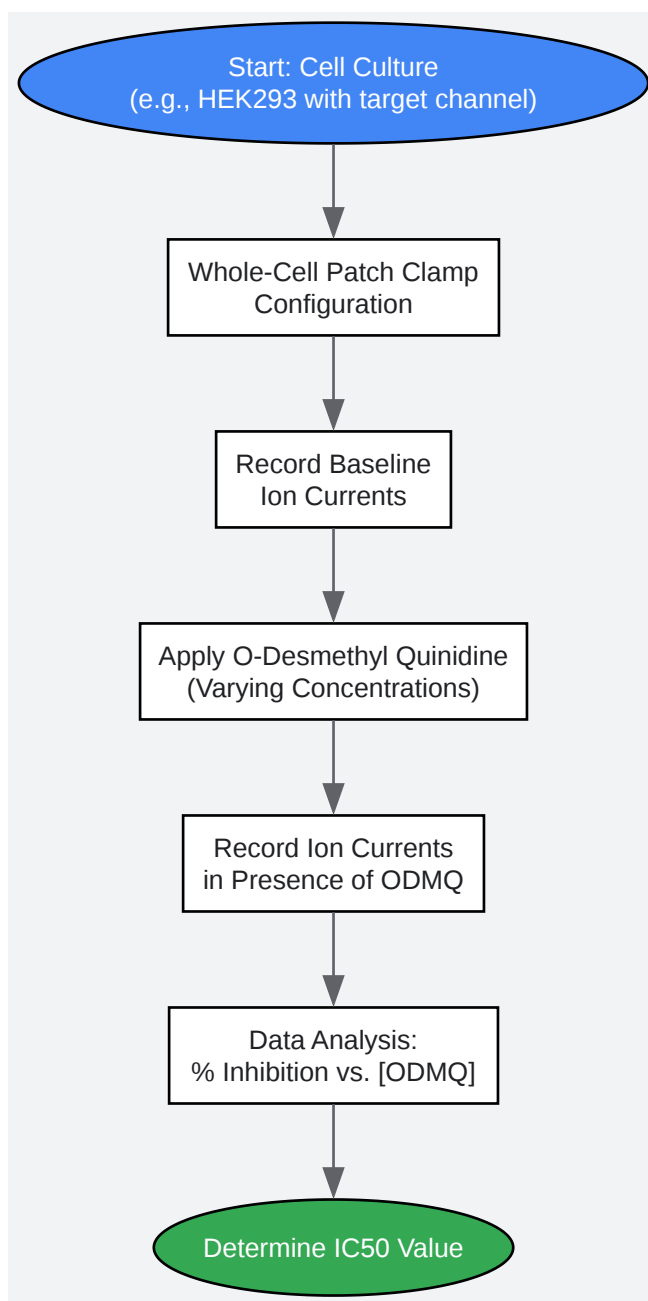 Start: Cell Culture
(e.g., HEK293 with target channel)
Whole-Cell Patch Clamp
Configuration
Record Baseline
Ion Currents
Apply O-Desmethyl Quinidine
(Varying Concentrations)
Record Ion Currents
in Presence of ODMQ
Data Analysis:
% Inhibition vs. [ODMQ]
Determine IC50 Value